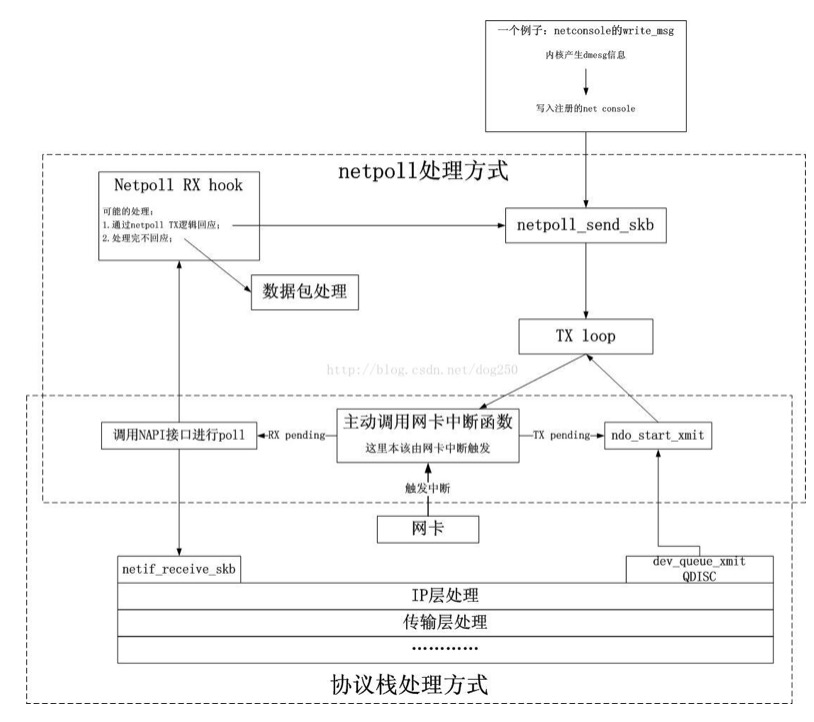 一个例子：netconsole的write_msg
内核产生dmesg信息
写入注册的net console
netpoll处理方式
Netpoll RX hook
可能的处理：
1.通过netpoll TX逻辑回应；
2.处理完不回应；
netpoll_send_skb
数据包处理
TX loop
http://blog.csdn.net/dog250
主动调用网卡中断函数
这里本该由网卡中断触发
调用NAPI接口进行poll
RX pending
TX pending
ndo_start_xmit
触发中断
网卡
netif_receive_skb
dev_queue_xmit
QDISC
IP层处理
传输层处理
…………
协议栈处理方式